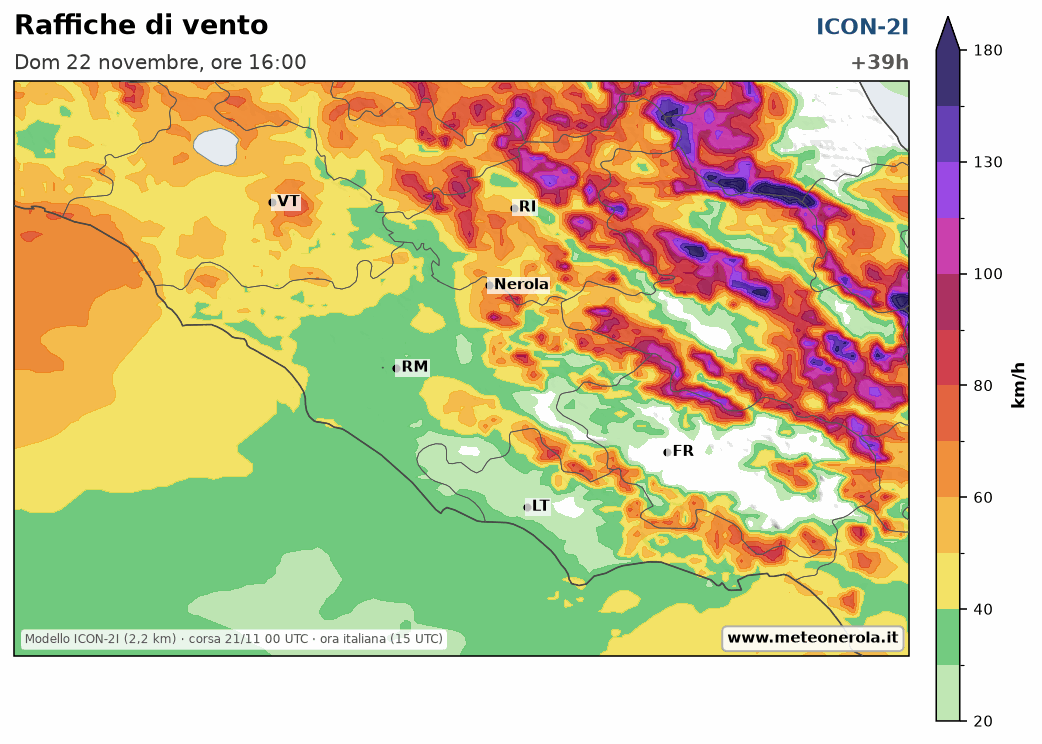 Raffiche di vento
ICON-2I
Dom 22 novembre, ore 16:00
+39h
180
130
100
80
60
40
20
km/h
VT
RI
Nerola
RM
FR
LT
Modello ICON-2I (2,2 km) · corsa 21/11 00 UTC · ora italiana (15 UTC)
www.meteonerola.it